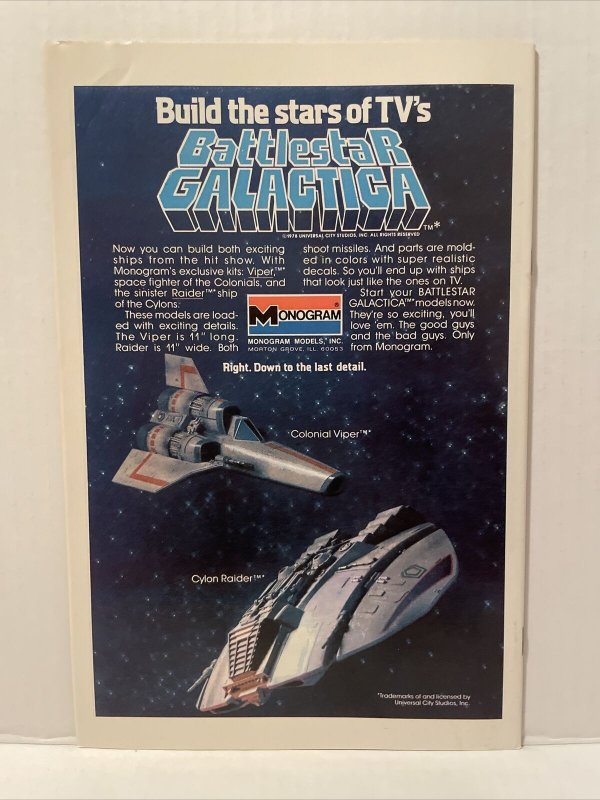 Build the stars of TV's
BattlestaR
GALACTICA™*
©1978 UNIVERSAL CITY STUDIOS, INC. ALL RIGHTS RESERVED
Now you can build both exciting
ships from the hit show. With
Monogram's exclusive kits: Viper,™*
space fighter of the Colonials, and
the sinister Raider™* ship
of the Cylons:
These models are load-
ed with exciting details.
The Viper is 11" long.
Raider is 11" wide. Both
shoot missiles. And parts are mold-
ed in colors with super realistic
decals. So you'll end up with ships
that look just like the ones on TV.
Start your BATTLESTAR
GALACTICA™* models now.
They're so exciting, you'll
love 'em. The good guys
and the bad guys. Only
from Monogram.
MONOGRAM®
MONOGRAM MODELS, INC.
MORTON GROVE, ILL. 60053
Right. Down to the last detail.
Colonial Viper™*
Cylon Raider™*
*Trademarks of and licensed by
Universal City Studios, Inc.